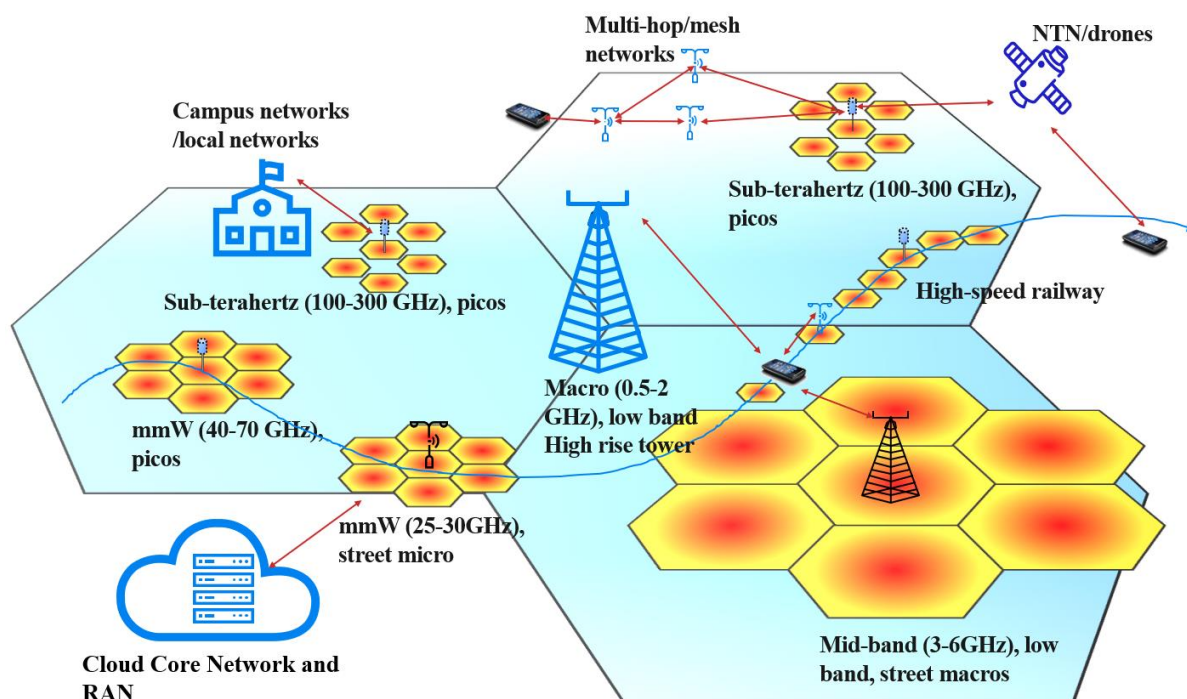 Multi-hop/mesh
networks
NTN/drones
Campus networks
/local networks
Sub-terahertz (100-300 GHz),
picos
Sub-terahertz (100-300 GHz), picos
High-speed railway
Macro (0.5-2
GHz), low band
High rise tower
mmW (40-70 GHz),
picos
mmW (25-30GHz),
street micro
Mid-band (3-6GHz), low
band, street macros
Cloud Core Network and
RAN